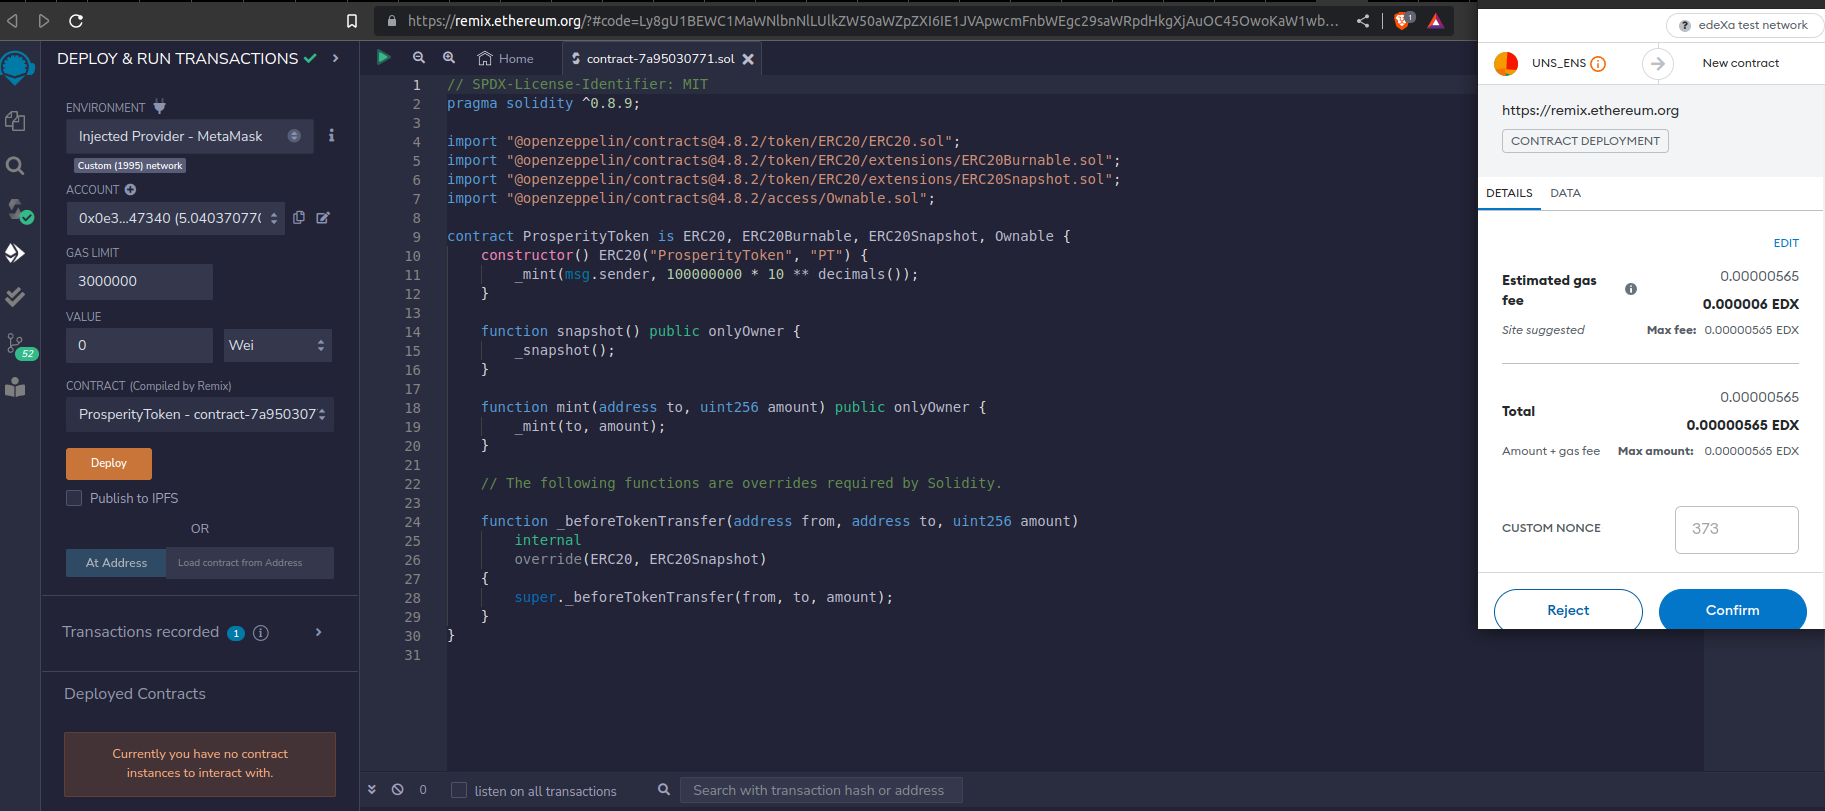 https://remix.ethereum.org/?#code=Ly8gU1BEWC1MaWNlbnNlLUlkZW50aWZpZXI6IE1JVApwcmFnbWEgc29saWRpdHkgXjAuOC45OwoKaW1wb...
1
DEPLOY & RUN TRANSACTIONS
ENVIRONMENT
Injected Provider - MetaMask
Custom (1995) network
ACCOUNT
0x0e3...47340 (5.04037077(
GAS LIMIT
3000000
VALUE
0
Wei
CONTRACT (Compiled by Remix)
ProsperityToken - contract-7a950307
Deploy
Publish to IPFS
OR
At Address
Load contract from Address
Transactions recorded 1
Deployed Contracts
Currently you have no contract
instances to interact with.
52
Home
contract-7a95030771.sol
1 // SPDX-License-Identifier: MIT
2 pragma solidity ^0.8.9;
3
4 import "@openzeppelin/contracts@4.8.2/token/ERC20/ERC20.sol";
5 import "@openzeppelin/contracts@4.8.2/token/ERC20/extensions/ERC20Burnable.sol";
6 import "@openzeppelin/contracts@4.8.2/token/ERC20/extensions/ERC20Snapshot.sol";
7 import "@openzeppelin/contracts@4.8.2/access/Ownable.sol";
8
9 contract ProsperityToken is ERC20, ERC20Burnable, ERC20Snapshot, Ownable {
10 constructor() ERC20("ProsperityToken", "PT") {
11 _mint(msg.sender, 100000000 * 10 ** decimals());
12 }
13
14 function snapshot() public onlyOwner {
15 _snapshot();
16 }
17
18 function mint(address to, uint256 amount) public onlyOwner {
19 _mint(to, amount);
20 }
21
22 // The following functions are overrides required by Solidity.
23
24 function _beforeTokenTransfer(address from, address to, uint256 amount)
25 internal
26 override(ERC20, ERC20Snapshot)
27 {
28 super._beforeTokenTransfer(from, to, amount);
29 }
30 }
31
0
listen on all transactions
Search with transaction hash or address
edeXa test network
UNS_ENS
New contract
https://remix.ethereum.org
CONTRACT DEPLOYMENT
DETAILS
DATA
EDIT
Estimated gas
fee
0.00000565
0.000006 EDX
Site suggested
Max fee: 0.00000565 EDX
0.00000565
Total
0.00000565 EDX
Amount + gas fee
Max amount: 0.00000565 EDX
CUSTOM NONCE
373
Reject
Confirm